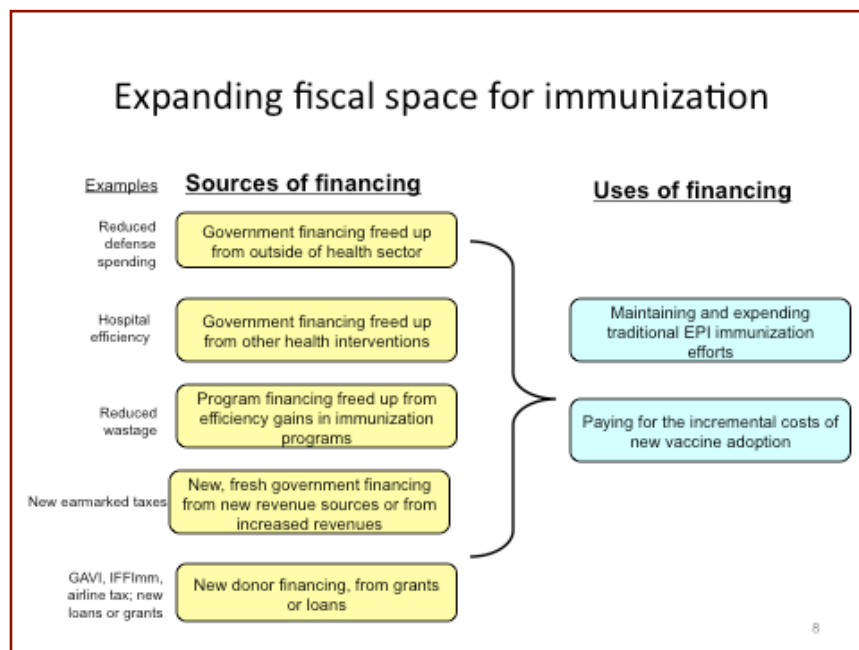 Expanding fiscal space for immunization
Examples
Sources of financing
Uses of financing
Reduced
defense
spending
Government financing freed up
from outside of health sector
Hospital
efficiency
Government financing freed up
from other health interventions
Maintaining and expending
traditional EPI immunization
efforts
Reduced
wastage
Program financing freed up from
efficiency gains in immunization
programs
Paying for the incremental costs of
new vaccine adoption
New earmarked taxes
New, fresh government financing
from new revenue sources or from
increased revenues
GAVI, IFFImm,
airline tax; new
loans or grants
New donor financing, from grants
or loans
8